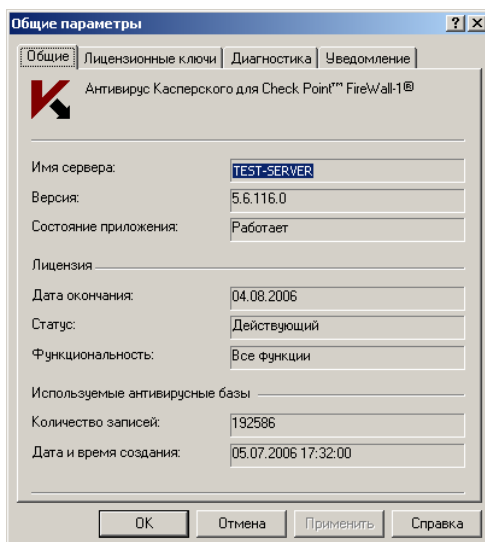 Общие параметры
Общие Лицензионные ключи Диагностика Уведомление
Антивирус Касперского для Check Point™ FireWall-1®
Имя сервера: TEST-SERVER
Версия: 5.6.116.0
Состояние приложения: Работает
Лицензия
Дата окончания: 04.08.2006
Статус: Действующий
Функциональность: Все функции
Используемые антивирусные базы
Количество записей: 192586
Дата и время создания: 05.07.2006 17:32:00
OK Отмена Применить Справка